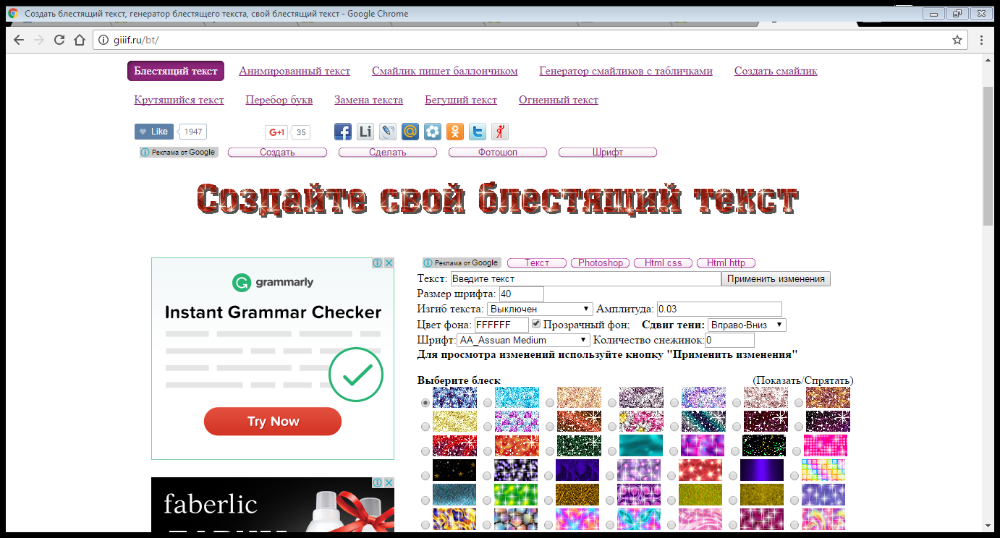 Создать блестящий текст, генератор блестящего текста, свой блестящий текст - Google Chrome
giiif.ru/bt/
Блестящий текст Анимированный текст Смайлик пишет баллончиком Генератор смайликов с табличками Создать смайлик
Крутящийся текст Перебор букв Замена текста Бегущий текст Огненный текст
Like 1947 G+1 35 Li
Реклама от Google Создать Сделать Фотошоп Шрифт
Создайте свой блестящий текст
grammarly
Instant Grammar Checker
Try Now
faberlic
Реклама от Google Текст Photoshop Html css Html http
Текст: Введите текст Применить изменения
Размер шрифта: 40
Изгиб текста: Выключен Амплитуда: 0.03
Цвет фона: FFFFFF Прозрачный фон; Сдвиг тени: Вправо-Вниз
Шрифт: AA_Assuan Medium Количество снежинок: 0
Для просмотра изменений используйте кнопку "Применить изменения"
Выберите блеск (Показать/Спрятать)